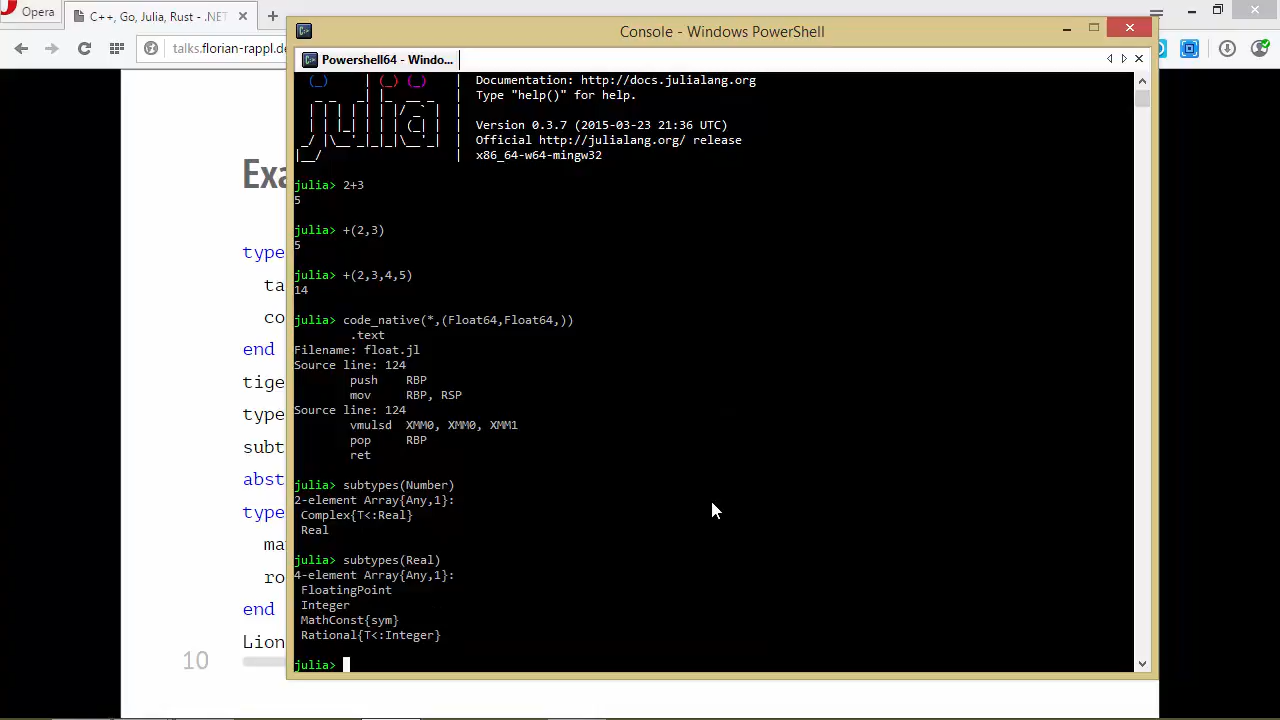 Opera
C++, Go, Julia, Rust - .NET
talks.florian-rappl.de
Console - Windows PowerShell
Powershell64 - Windo...
Exa
type
ta
co
end
tige
type
subt
abst
type
ma
ro
end
Lion
10
Documentation: http://docs.julialang.org
Type "help()" for help.
Version 0.3.7 (2015-03-23 21:36 UTC)
Official http://julialang.org/ release
x86_64-w64-mingw32
julia> 2+3
5
julia> +(2,3)
5
julia> +(2,3,4,5)
14
julia> code_native(*,(Float64,Float64,))
.text
Filename: float.jl
Source line: 124
push RBP
mov RBP, RSP
Source line: 124
vmulsd XMM0, XMM0, XMM1
pop RBP
ret
julia> subtypes(Number)
2-element Array{Any,1}:
Complex{T<:Real}
Real
julia> subtypes(Real)
4-element Array{Any,1}:
FloatingPoint
Integer
MathConst{sym}
Rational{T<:Integer}
julia>